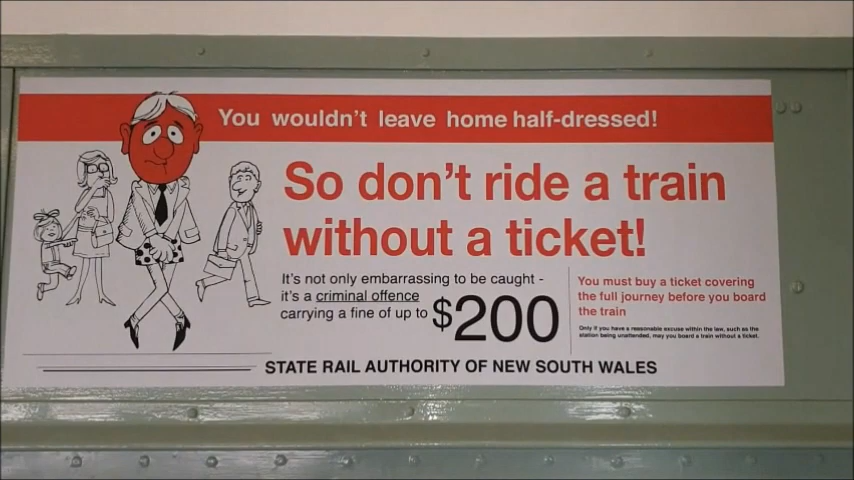 You wouldn't leave home half-dressed!
So don't ride a train
without a ticket!
It's not only embarrassing to be caught -
it's a criminal offence
carrying a fine of up to $200
You must buy a ticket covering
the full journey before you board
the train
Only if you have a reasonable excuse within the law, such as the
station being unattended, may you board a train without a ticket.
STATE RAIL AUTHORITY OF NEW SOUTH WALES